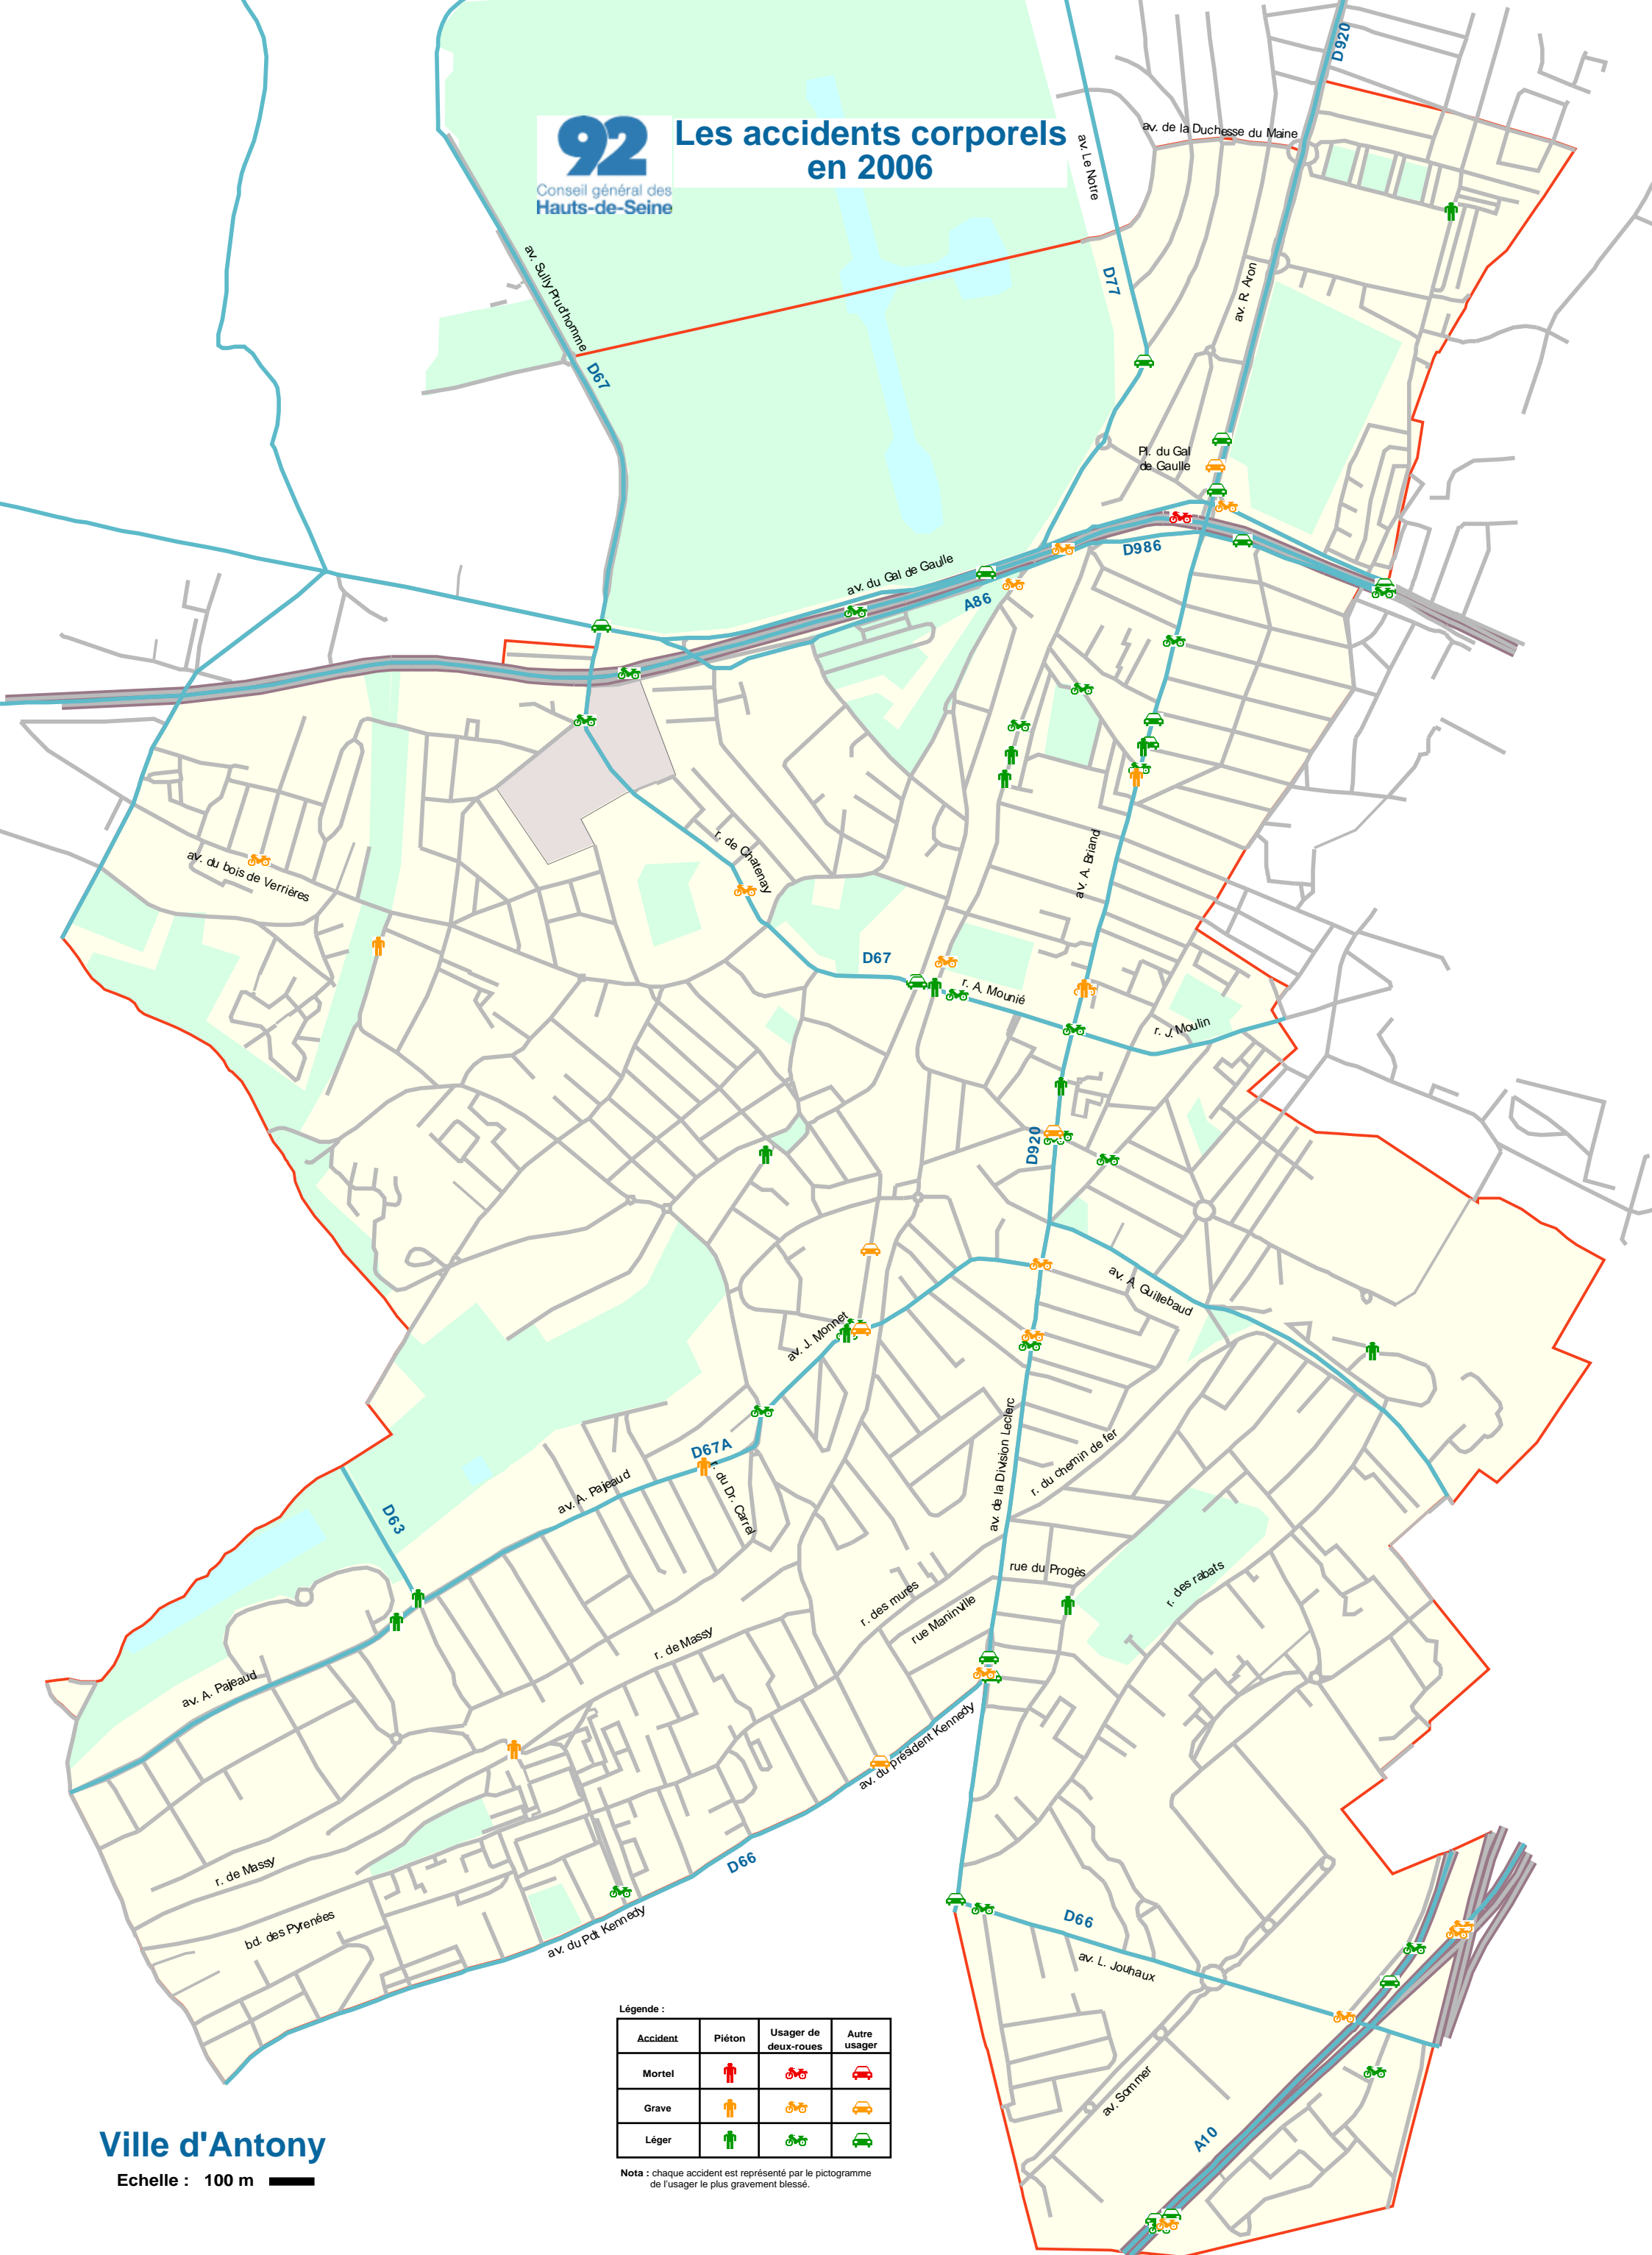 D920
92
Conseil général des
Hauts-de-Seine
Les accidents corporels
en 2006
av. de la Duchesse du Maine
av. Le Notre
D77
av. R. Aron
av. Sully Prud'homme
D67
Pl. du Gal
de Gaulle
D986
av. du Gal de Gaulle
A86
r. de Chatenay
av. du bois de Verrières
av. A. Briand
D67
r. A. Mounié
r. J. Moulin
D920
av. A. Guillebaud
av. J. Monnet
D67A
av. A. Pajeaud
r. du Dr. Carrel
av. de la Division Leclerc
r. du chemin de fer
D63
rue du Progès
r. des rabats
r. des mures
rue Maninville
r. de Massy
av. A. Pajeaud
av. du président Kennedy
r. de Massy
D66
bd. des Pyrenées
av. du Pdt Kennedy
D66
av. L. Jouhaux
av. Sommer
A10
Légende :
Accident Piéton Usager de deux-roues Autre usager
Mortel
Grave
Léger
Nota : chaque accident est représenté par le pictogramme
de l'usager le plus gravement blessé.
Ville d'Antony
Echelle : 100 m